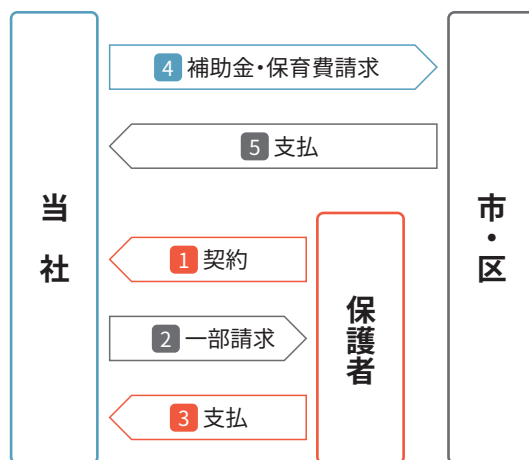 4 補助金・保育費請求
5 支払
当社
市・区
1 契約
保護者
2 一部請求
3 支払